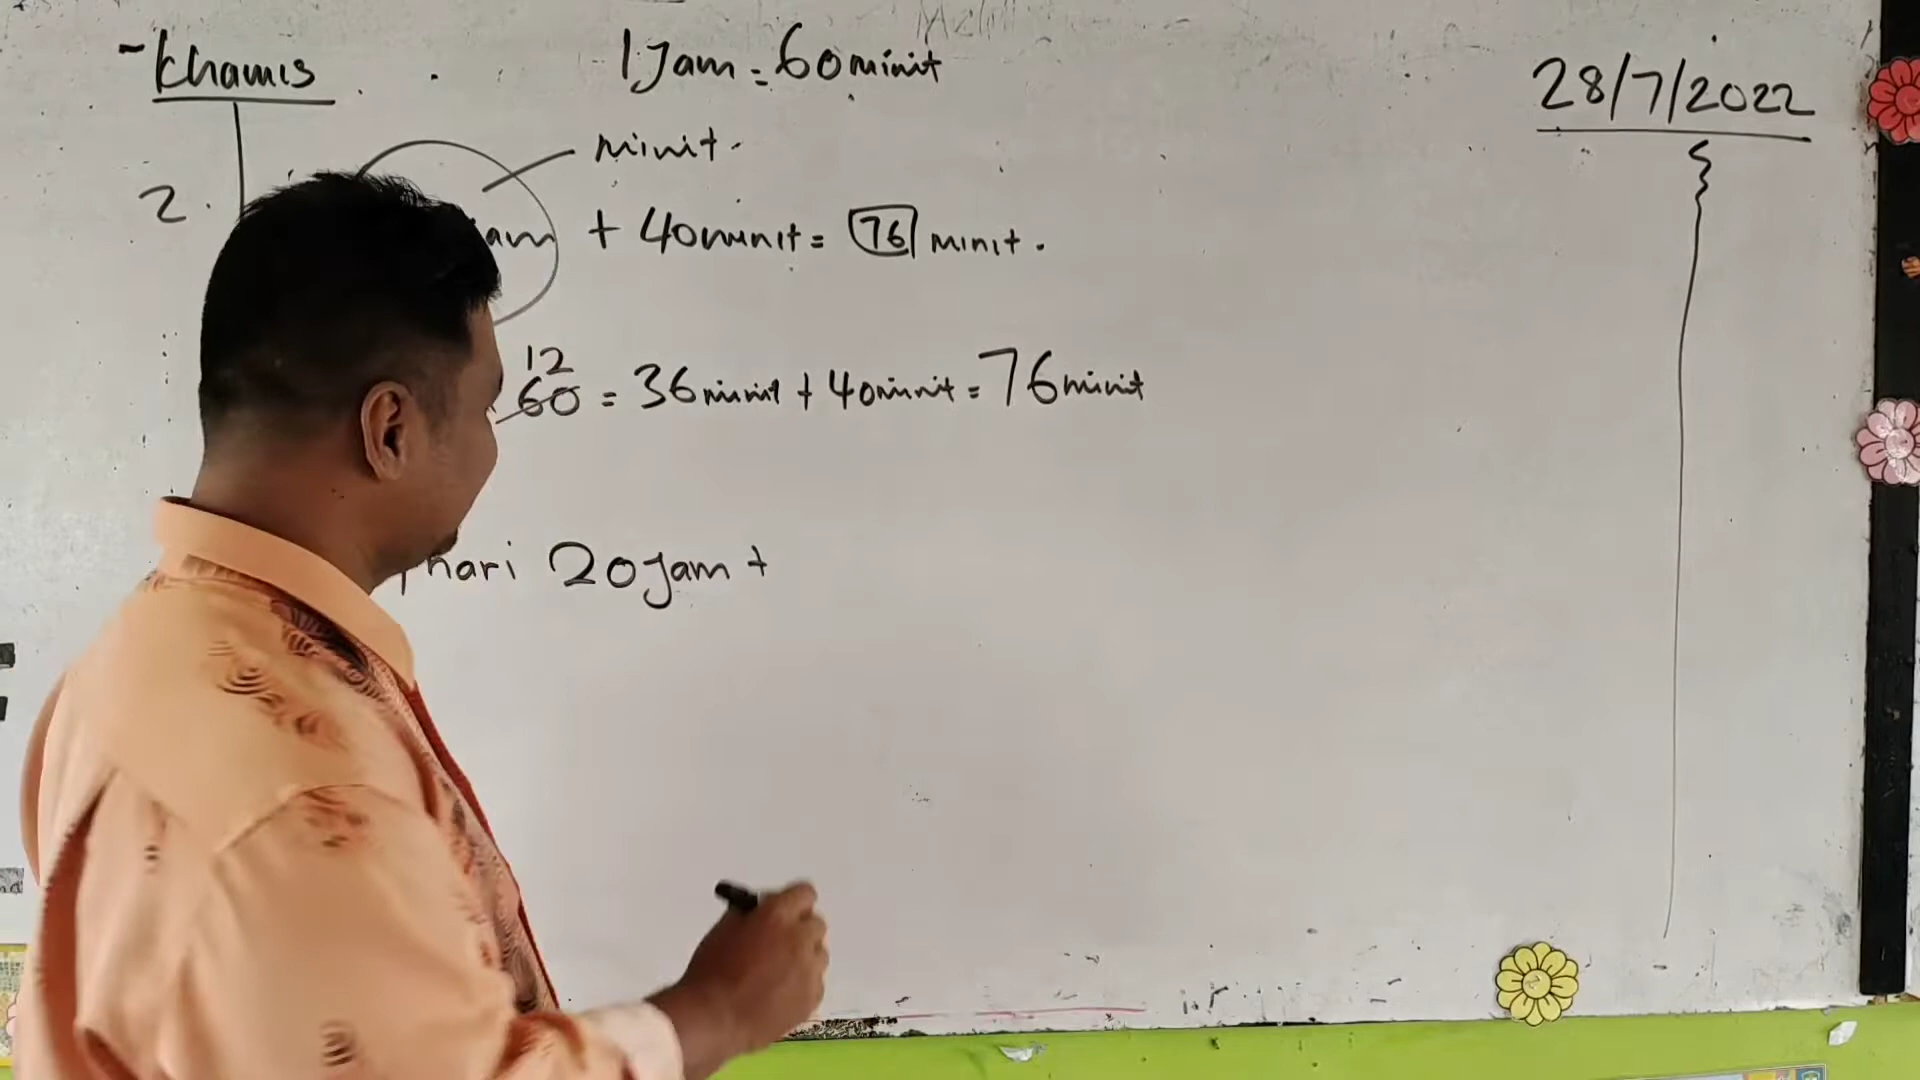 Khamis
1 Jam = 60 minit
28/7/2022
minit.
2. + 40 minit = 76 minit.
12
60 = 36 minit + 40 minit = 76 minit
hari 20 jam +